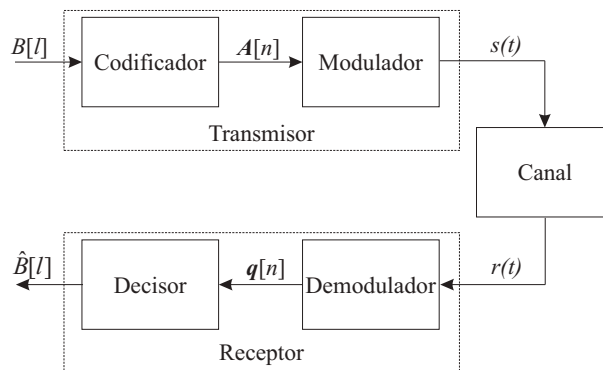 B[l]
Codificador
A[n]
Modulador
s(t)
Transmisor
Canal
B̂[l]
Decisor
q[n]
Demodulador
r(t)
Receptor